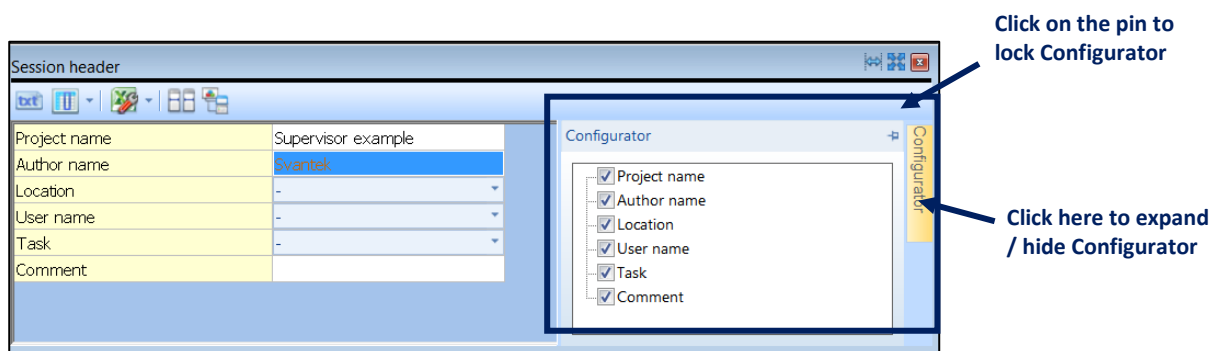 Click on the pin to
lock Configurator
Session header
txt
Project name Supervisor example
Author name Svantek
Location -
User name -
Task -
Comment
Configurator
Project name
Author name
Location
User name
Task
Comment
Configurator
Click here to expand
/ hide Configurator